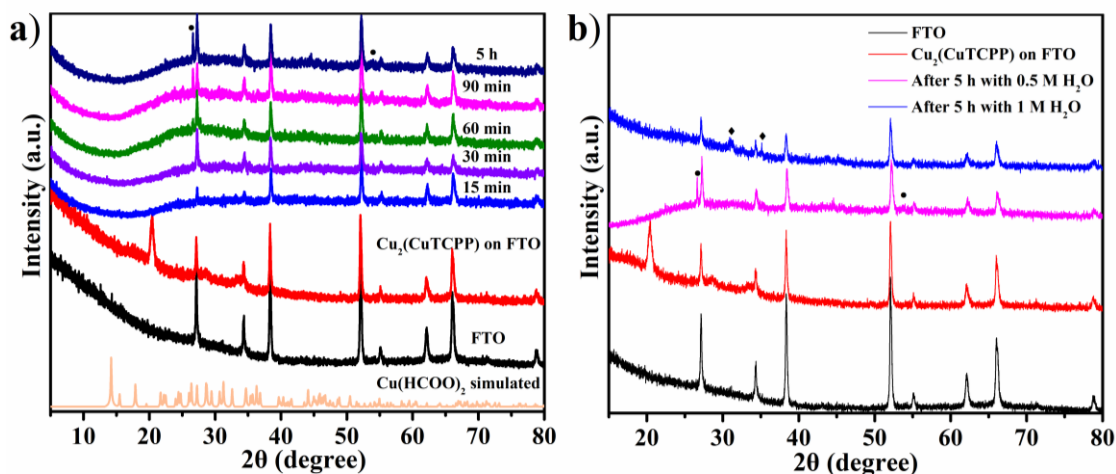 a)
5 h
90 min
60 min
30 min
15 min
Cu₂(CuTCPP) on FTO
FTO
Cu(HCOO)₂ simulated
Intensity (a.u.)
10 20 30 40 50 60 70 80
2θ (degree)
b)
FTO
Cu₂(CuTCPP) on FTO
After 5 h with 0.5 M H₂O
After 5 h with 1 M H₂O
Intensity (a.u.)
20 30 40 50 60 70 80
2θ (degree)